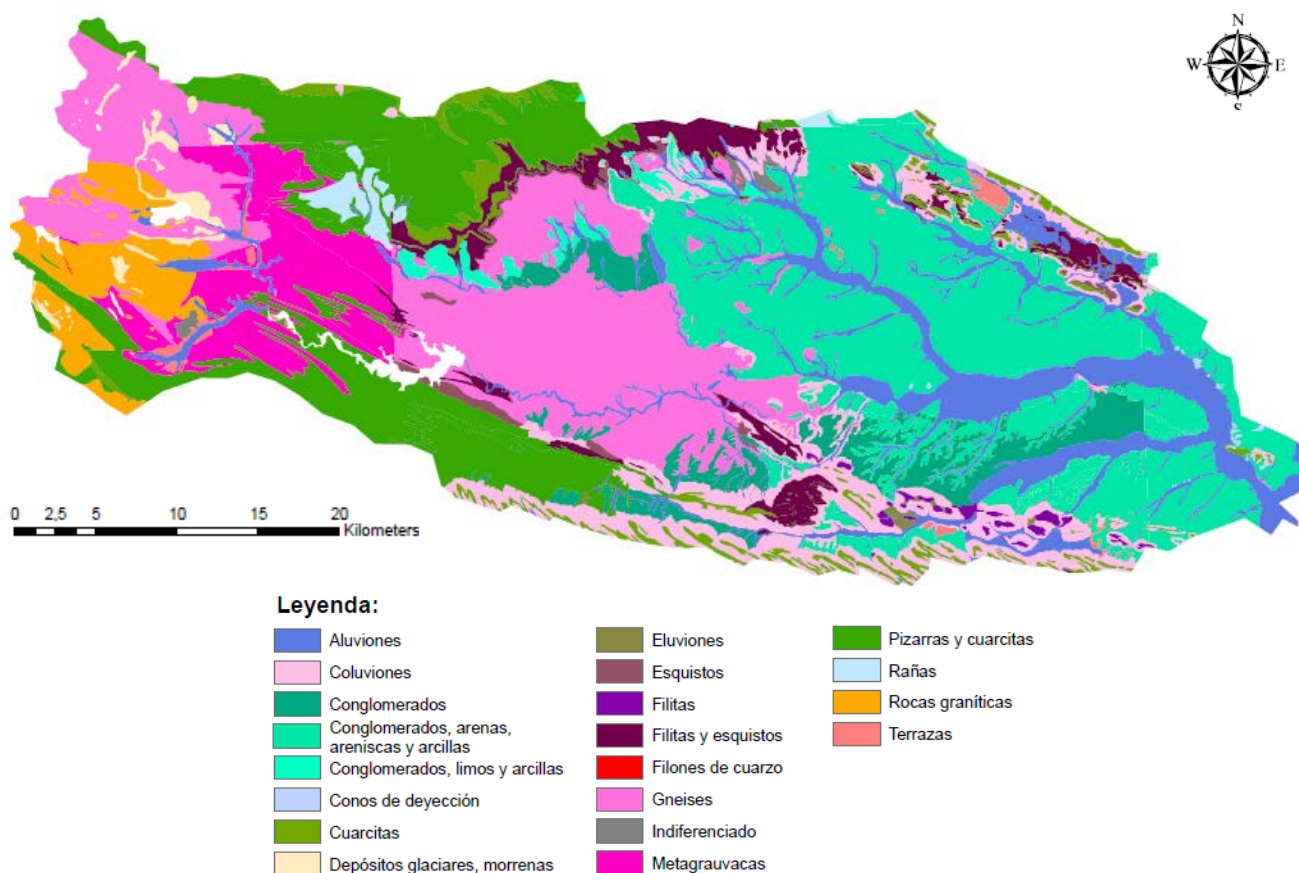 N
W E
S
0 2,5 5 10 15 20
Kilometers
Leyenda:
Aluviones
Coluviones
Conglomerados
Conglomerados, arenas,
areniscas y arcillas
Conglomerados, limos y arcillas
Conos de deyección
Cuarcitas
Depósitos glaciares, morrenas
Eluviones
Esquistos
Filitas
Filitas y esquistos
Filones de cuarzo
Gneises
Indiferenciado
Metagrauvacas
Pizarras y cuarcitas
Rañas
Rocas graníticas
Terrazas